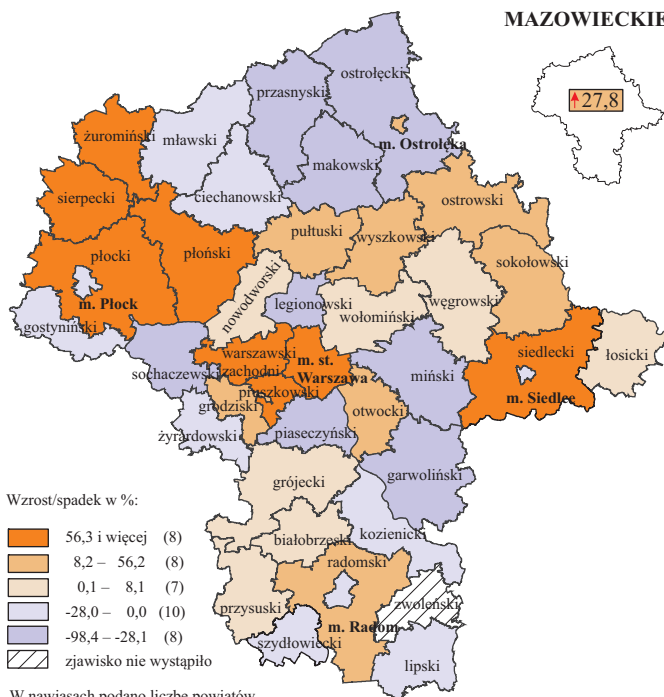 MAZOWIECKIE
27,8
ostrołęcki
przasnyski
żuromiński
mławski
m. Ostrołęka
makowski
sierpecki
ciechanowski
ostrowski
pułtuski
wyszkowski
płocki
płoński
sokołowski
nowodworski
m. Płock
legionowski
węgrowski
gostyniński
wołomiński
warszawski
zachodni
m. st.
Warszawa
siedlecki
łosicki
sochaczewski
miński
pruszkowski
m. Siedlce
grodziski
otwocki
żyrardowski
piaseczyński
garwoliński
grójecki
Wzrost/spadek w %:
kozienicki
56,3 i więcej (8)
białobrzeski
8,2 – 56,2 (8)
radomski
0,1 – 8,1 (7)
zwoleński
-28,0 – 0,0 (10)
przysuski
-98,4 – -28,1 (8)
m. Radom
szydłowiecki
zjawisko nie wystąpiło
lipski
W nawiasach podano liczbę powiatów